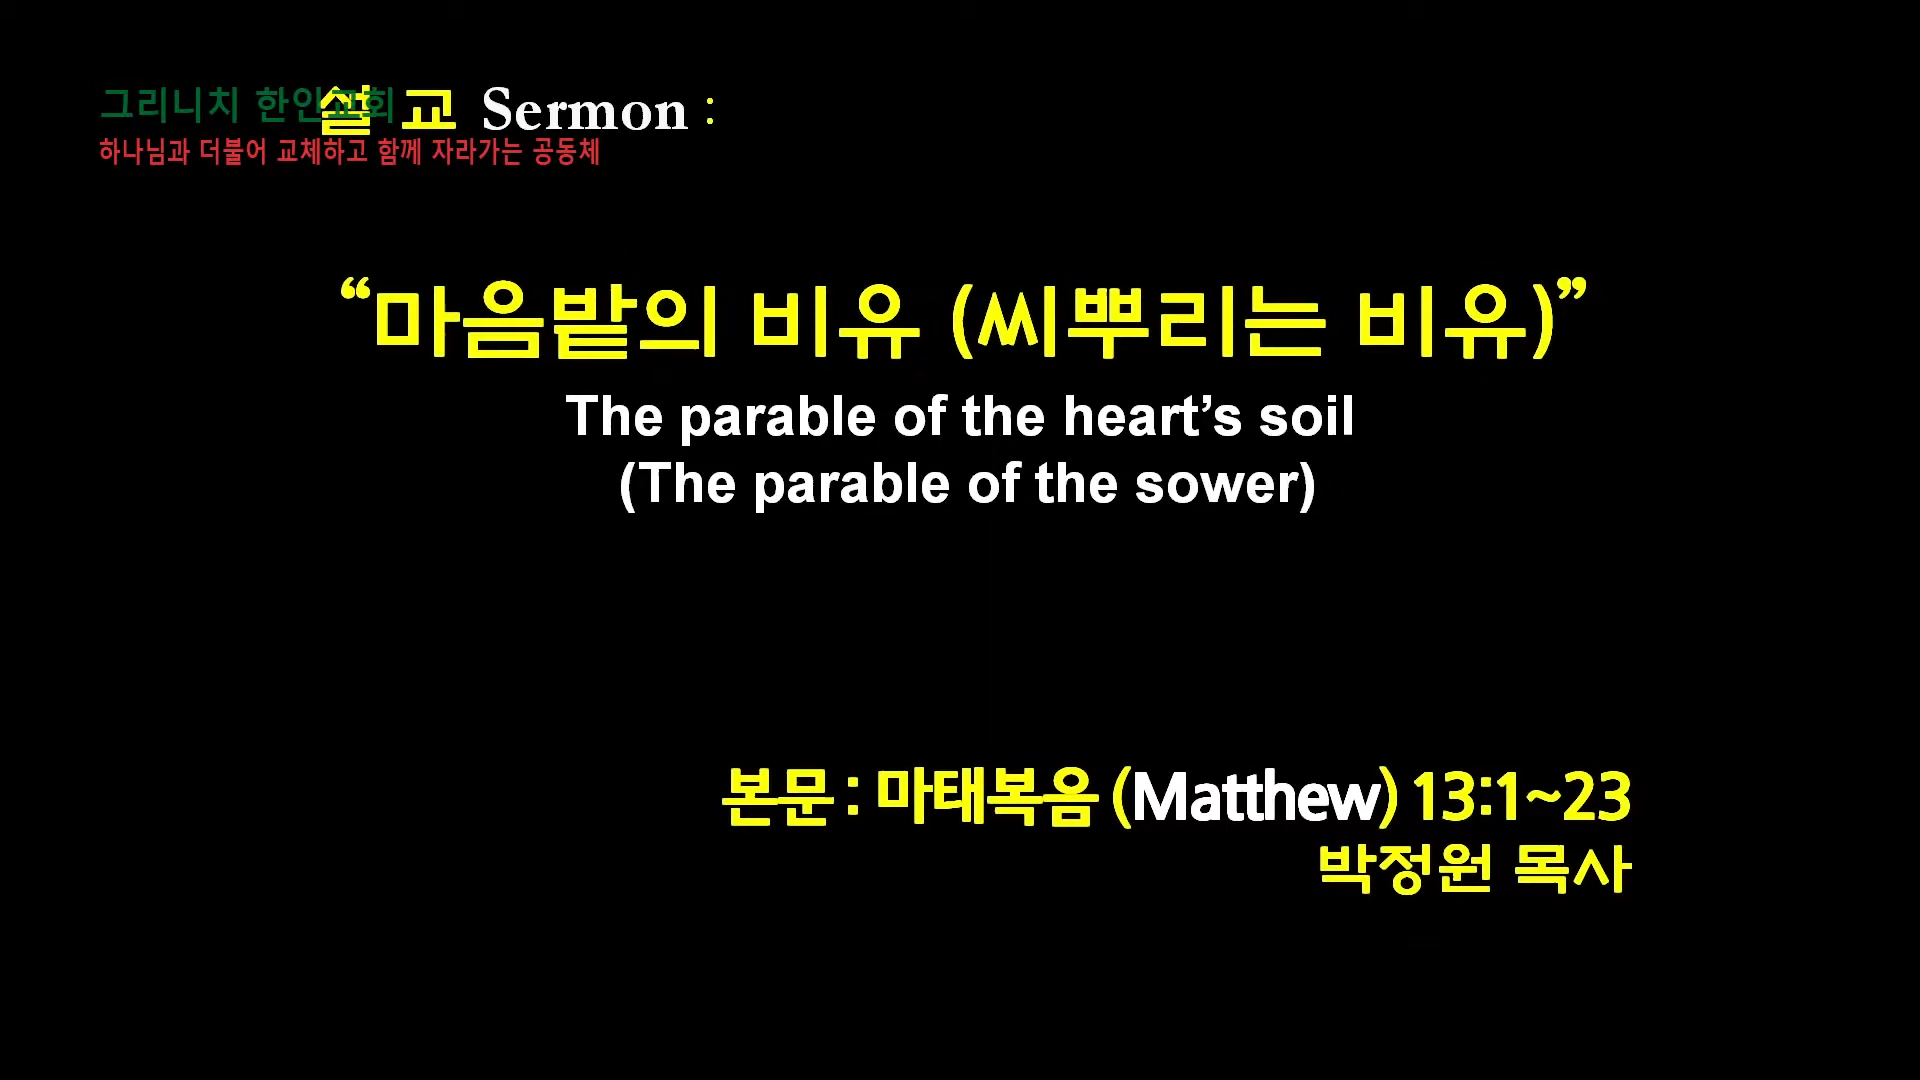 그리니치 한인교회
설 교 Sermon :
하나님과 더불어 교체하고 함께 자라가는 공동체
“마음밭의 비유 (씨뿌리는 비유)”
The parable of the heart’s soil
(The parable of the sower)
본문 : 마태복음 (Matthew) 13:1~23
박정원 목사